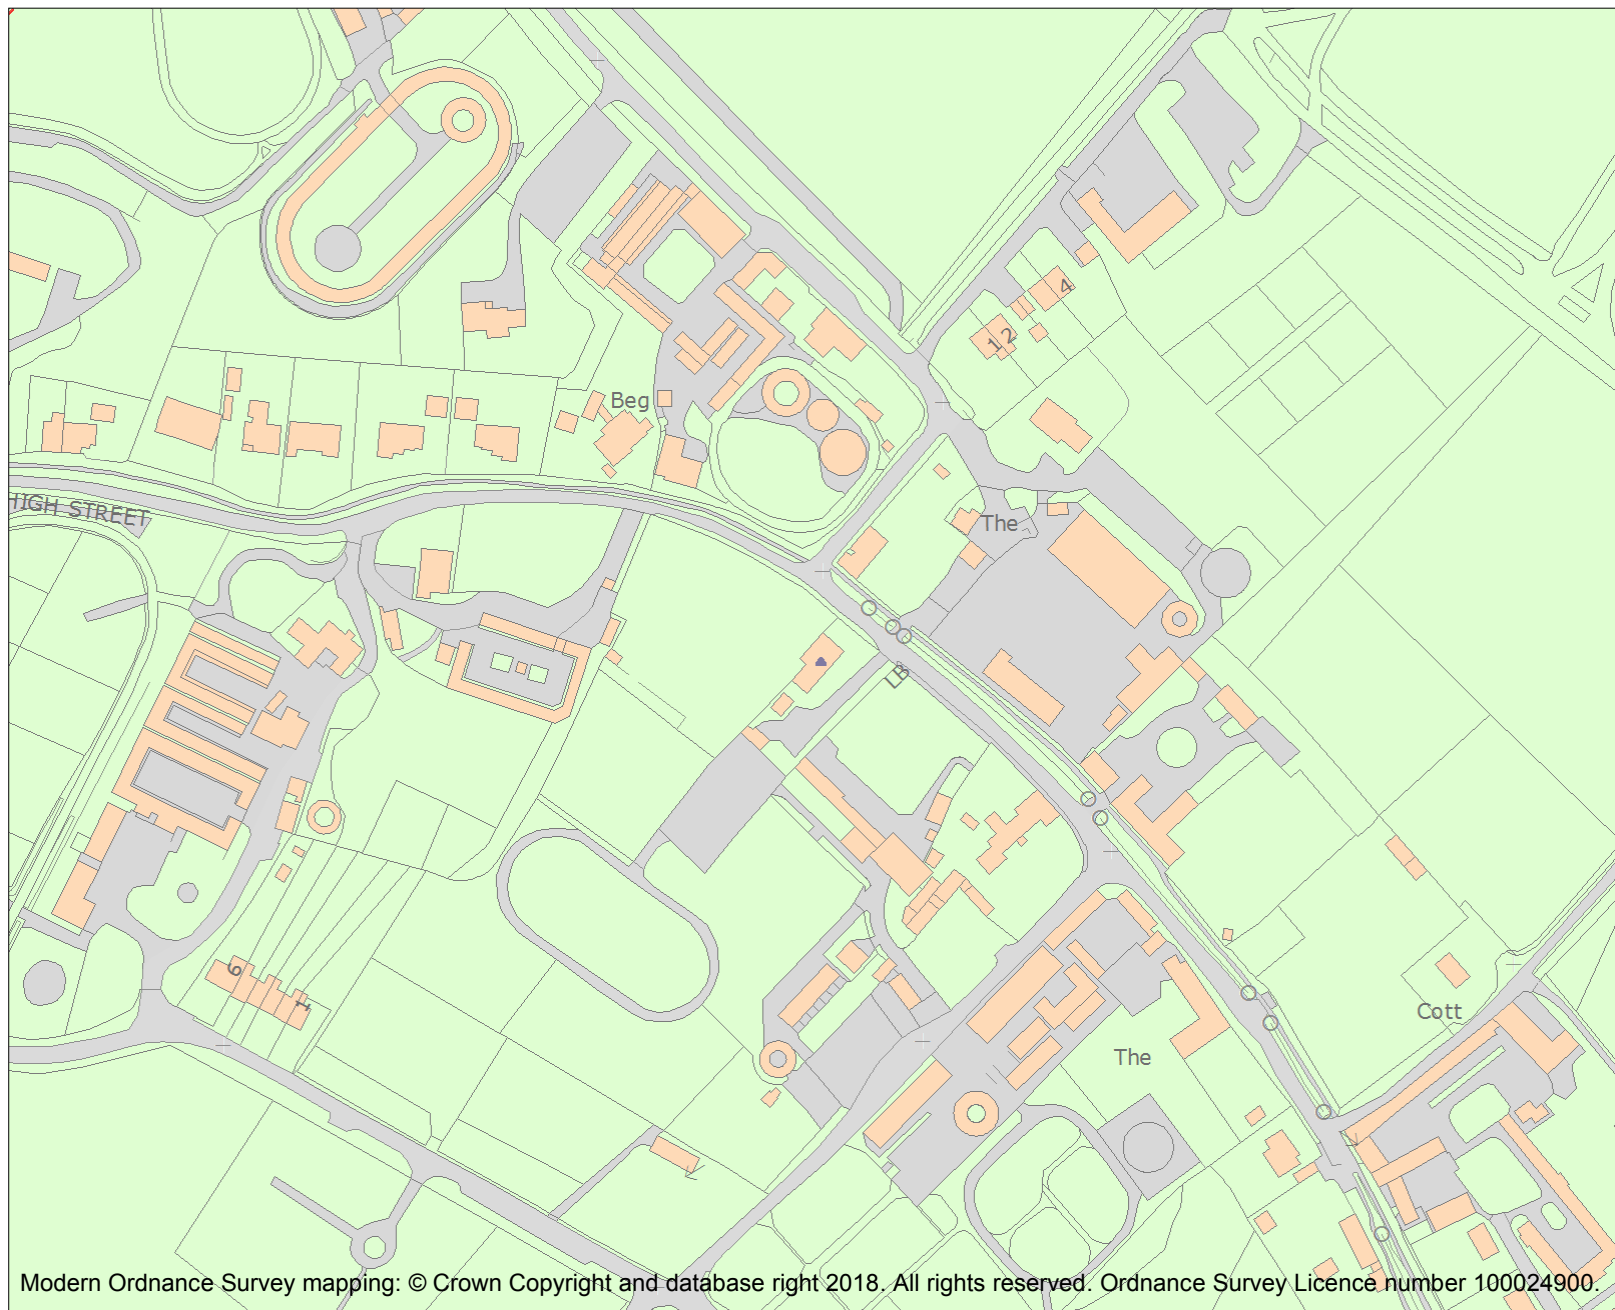 4
12
Beg
HIGH STREET
The
LB
6
1
Cott
The
Modern Ordnance Survey mapping: © Crown Copyright and database right 2018. All rights reserved. Ordnance Survey Licence number 100024900.